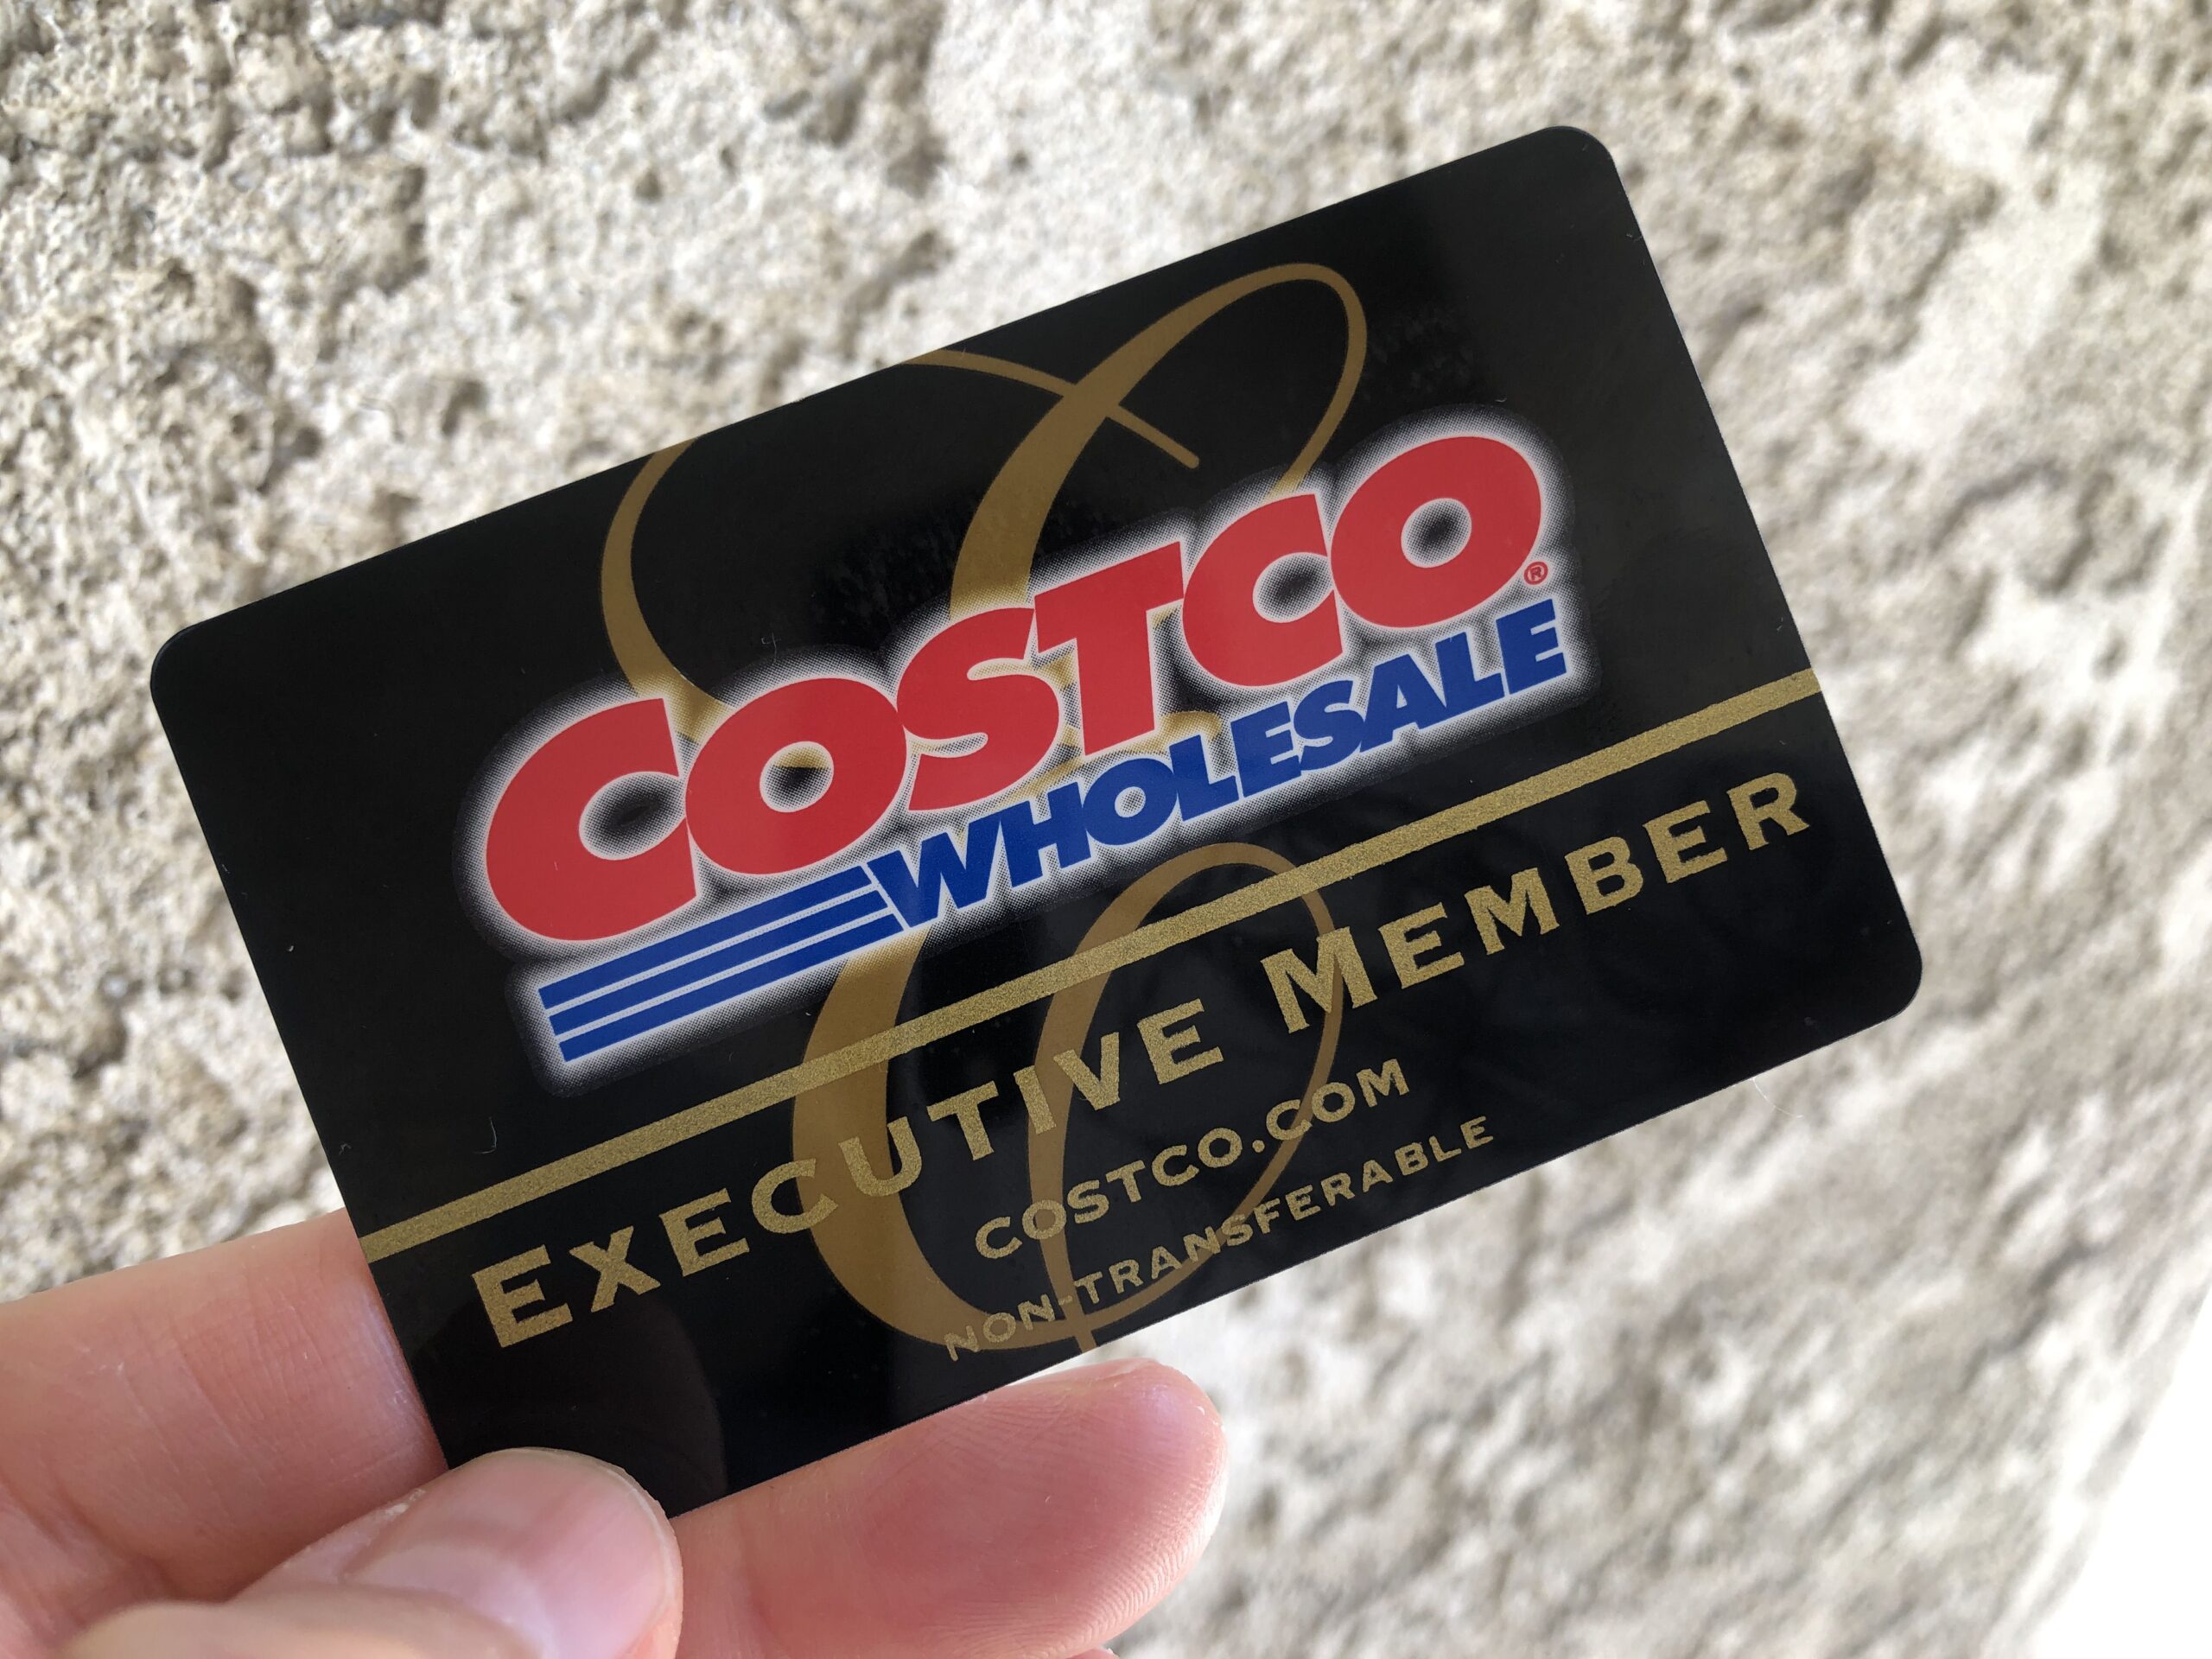 COSTCO®
WHOLESALE
EXECUTIVE MEMBER
COSTCO.COM
NON-TRANSFERABLE